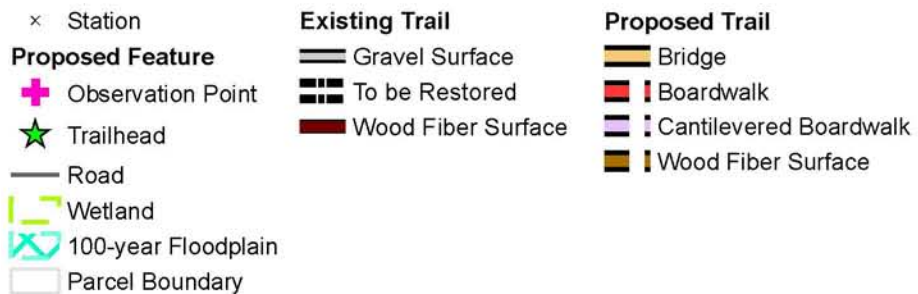 Station
Proposed Feature
Observation Point
Trailhead
Road
Wetland
100-year Floodplain
Parcel Boundary
Existing Trail
Gravel Surface
To be Restored
Wood Fiber Surface
Proposed Trail
Bridge
Boardwalk
Cantilevered Boardwalk
Wood Fiber Surface